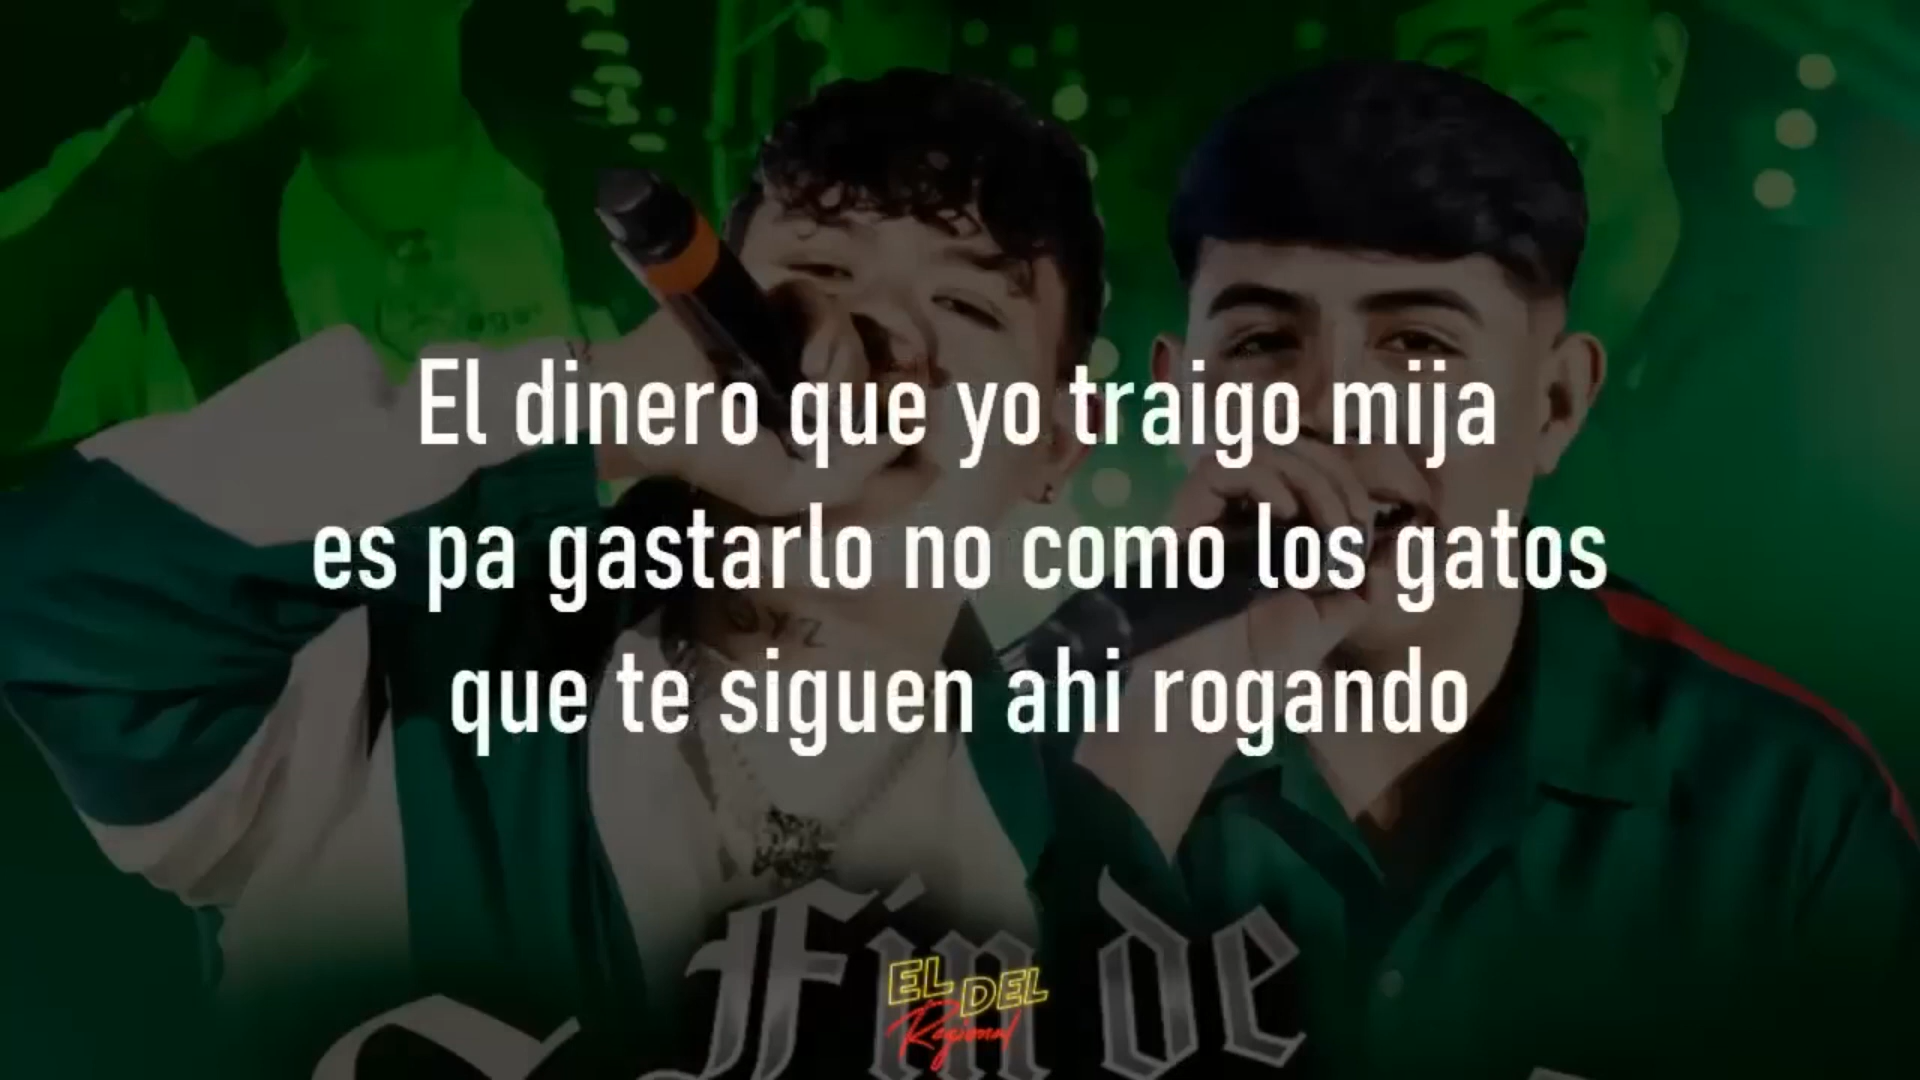 El dinero que yo traigo mija
es pa gastarlo no como los gatos
que te siguen ahi rogando
Fin de
EL DEL
Regional